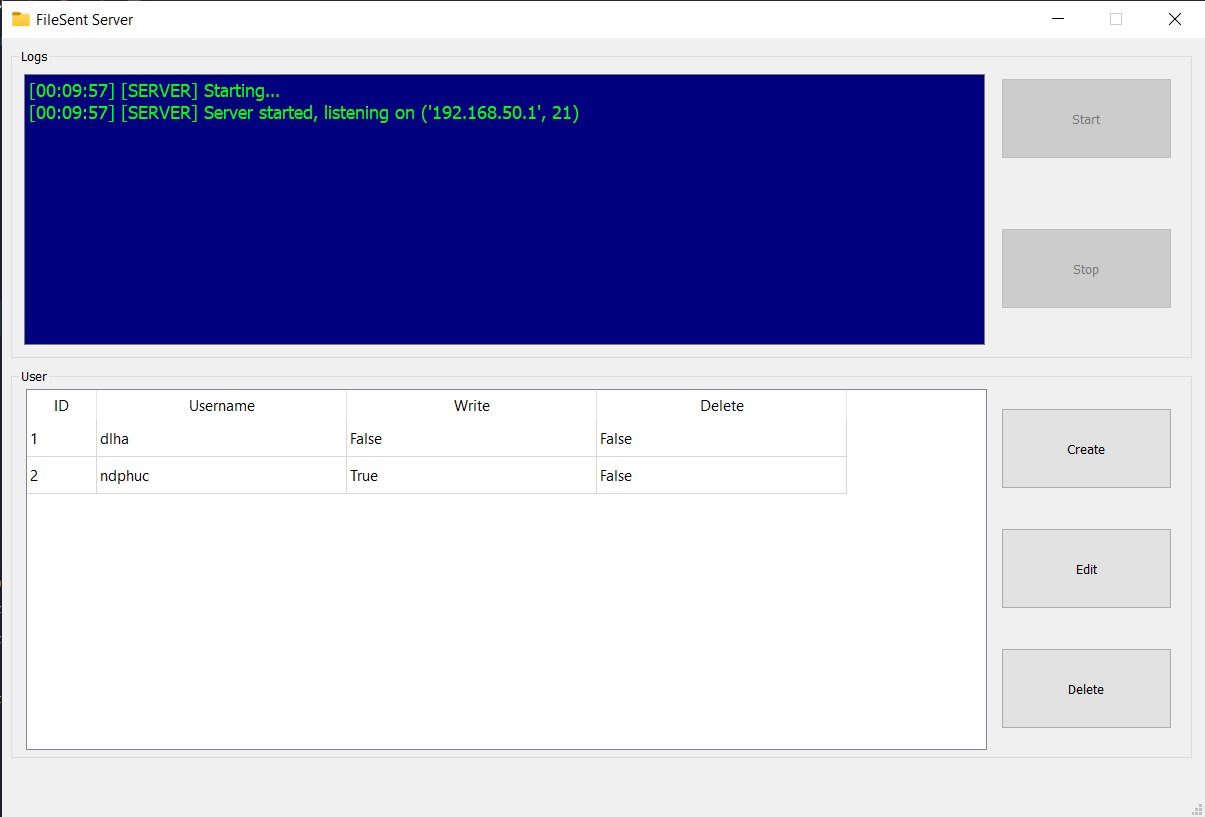 FileSent Server
Logs
[00:09:57] [SERVER] Starting...
[00:09:57] [SERVER] Server started, listening on ('192.168.50.1', 21)
Start
Stop
User
ID Username Write Delete
1 dlha False False
2 ndphuc True False
Create
Edit
Delete